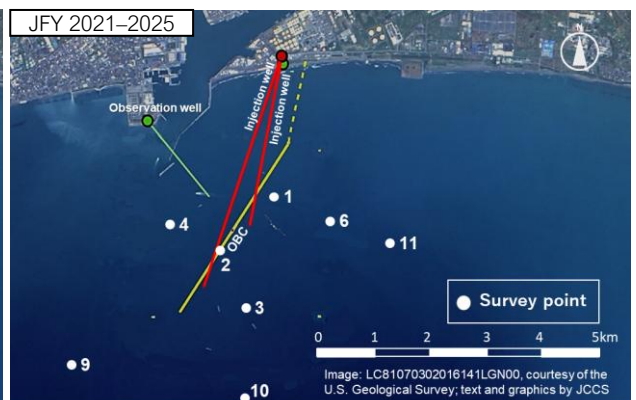 JFY 2021–2025
Observation well
Injection well
Injection well
1
4
6
11
OBC
2
3
Survey point
0 1 2 3 4 5km
9
10
Image: LC81070302016141LGN00, courtesy of the
U.S. Geological Survey; text and graphics by JCCS